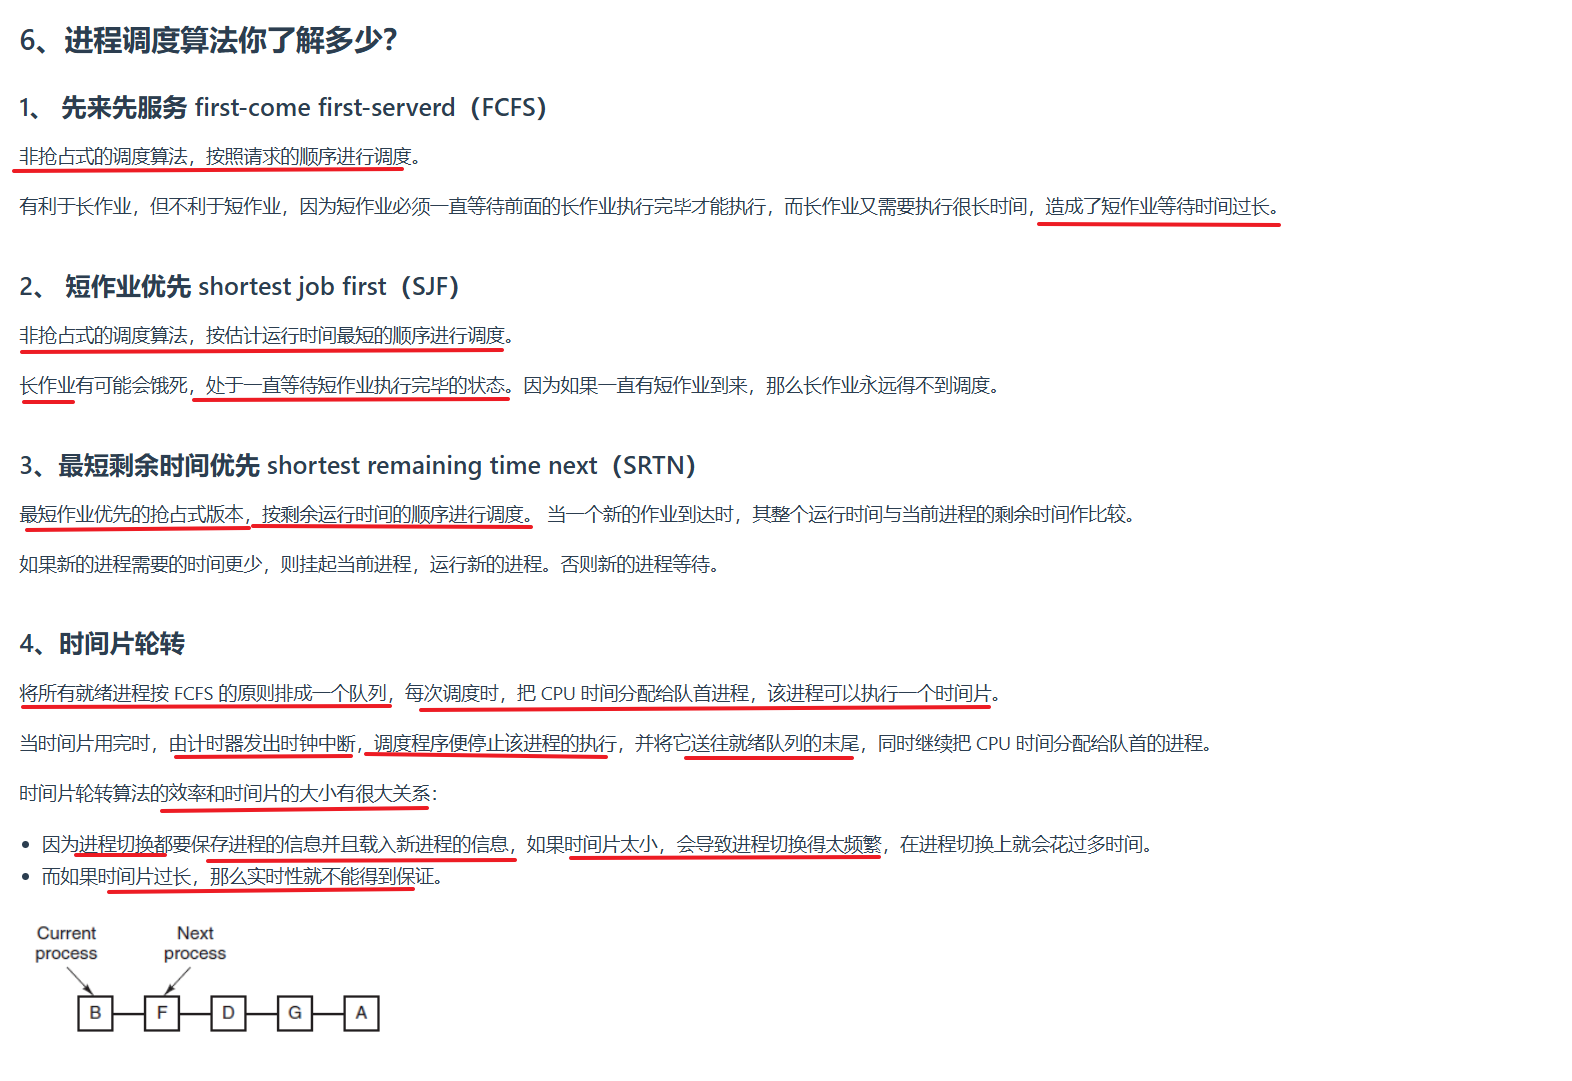 6、进程调度算法你了解多少？
1、 先来先服务 first-come first-serverd（FCFS）
非抢占式的调度算法，按照请求的顺序进行调度。
有利于长作业，但不利于短作业，因为短作业必须一直等待前面的长作业执行完毕才能执行，而长作业又需要执行很长时间，造成了短作业等待时间过长。
2、 短作业优先 shortest job first（SJF）
非抢占式的调度算法，按估计运行时间最短的顺序进行调度。
长作业有可能会饿死，处于一直等待短作业执行完毕的状态。因为如果一直有短作业到来，那么长作业永远得不到调度。
3、最短剩余时间优先 shortest remaining time next（SRTN）
最短作业优先的抢占式版本，按剩余运行时间的顺序进行调度。 当一个新的作业到达时，其整个运行时间与当前进程的剩余时间作比较。
如果新的进程需要的时间更少，则挂起当前进程，运行新的进程。否则新的进程等待。
4、时间片轮转
将所有就绪进程按 FCFS 的原则排成一个队列，每次调度时，把 CPU 时间分配给队首进程，该进程可以执行一个时间片。
当时间片用完时，由计时器发出时钟中断，调度程序便停止该进程的执行，并将它送往就绪队列的末尾，同时继续把 CPU 时间分配给队首的进程。
时间片轮转算法的效率和时间片的大小有很大关系：
• 因为进程切换都要保存进程的信息并且载入新进程的信息，如果时间片太小，会导致进程切换得太频繁，在进程切换上就会花过多时间。
• 而如果时间片过长，那么实时性就不能得到保证。
Current process
Next process
B F D G A